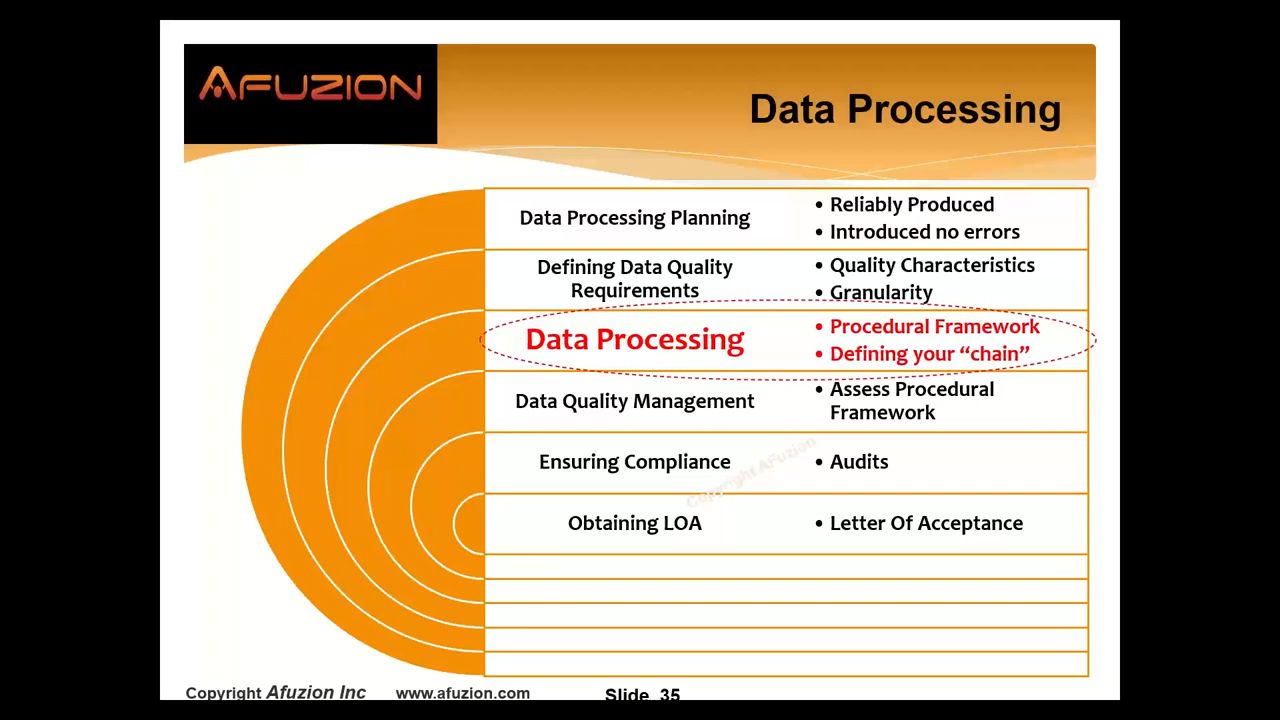 AFUZION
Data Processing
Data Processing Planning
• Reliably Produced
• Introduced no errors
Defining Data Quality
Requirements
• Quality Characteristics
• Granularity
Data Processing
• Procedural Framework
• Defining your “chain”
Data Quality Management
• Assess Procedural
Framework
Ensuring Compliance
• Audits
Copyright AFuzion
Obtaining LOA
• Letter Of Acceptance
Copyright Afuzion Inc www.afuzion.com Slide 35